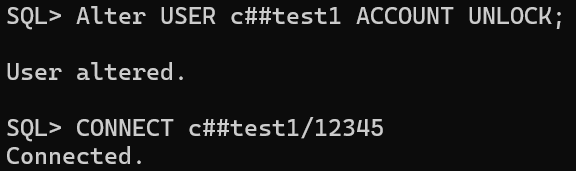 SQL> Alter USER c##test1 ACCOUNT UNLOCK;
User altered.
SQL> CONNECT c##test1/12345
Connected.